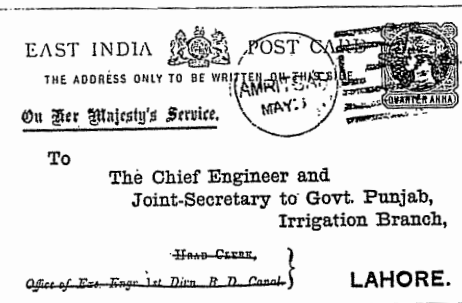 EAST INDIA POST CARD
THE ADDRESS ONLY TO BE WRITTEN ON THIS SIDE
AMRITSAR
MAY
QUARTER ANNA
On Her Majesty's Service.
To
The Chief Engineer and
Joint-Secretary to Govt. Punjab,
Irrigation Branch,
HEAD CLERK,
Office of Exe. Engr. 1st Divn. B. D. Canal.
LAHORE.